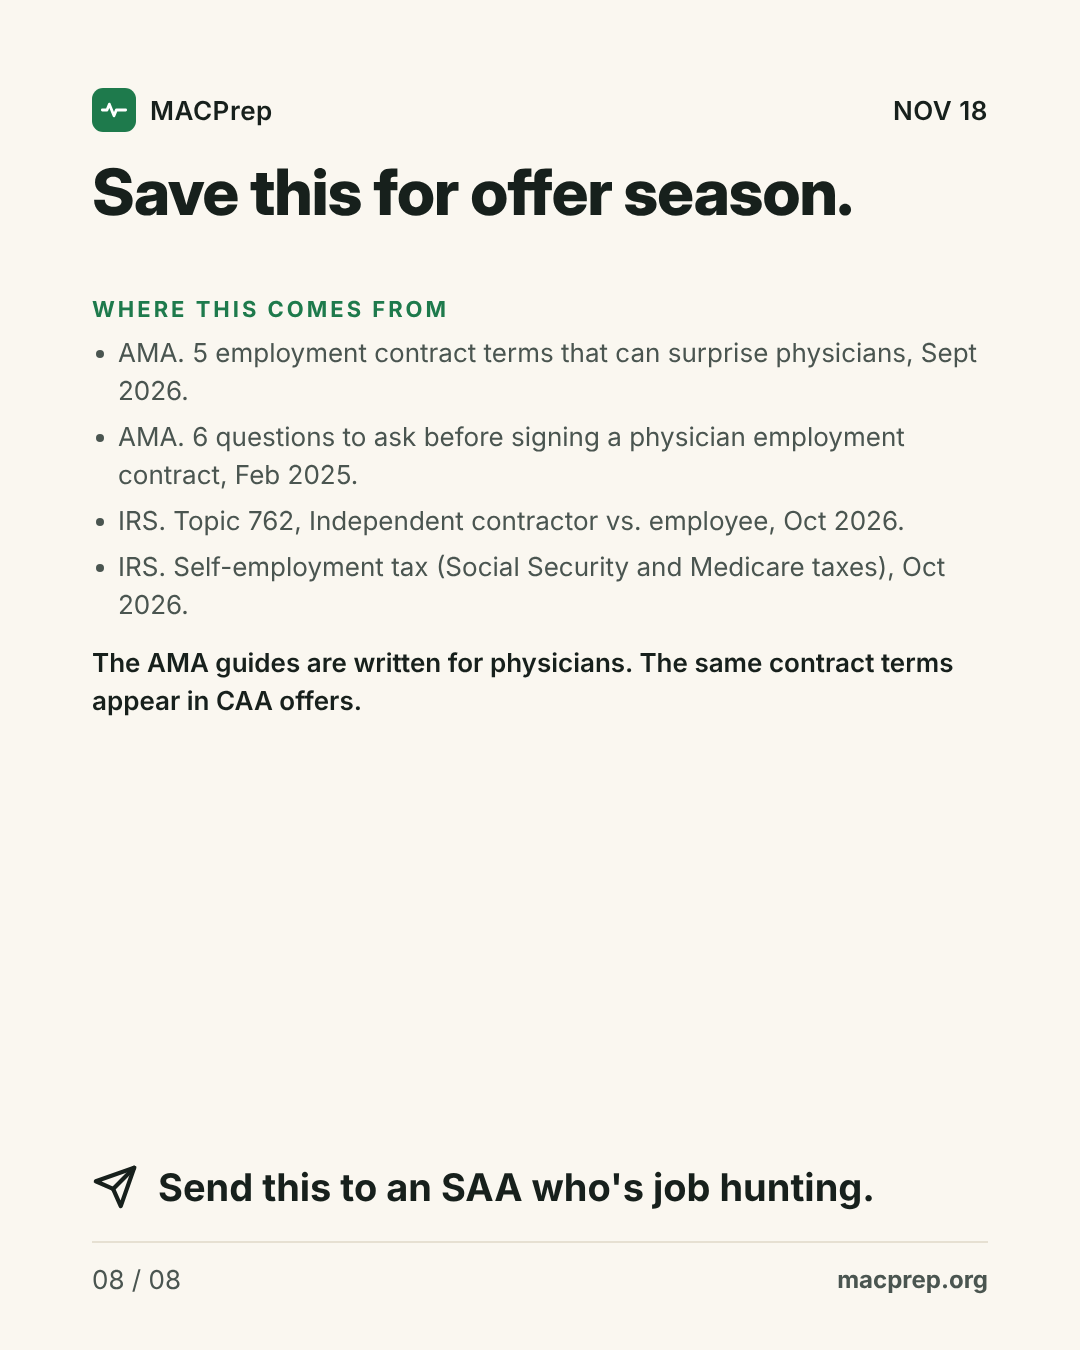 MACPrep
NOV 18
Save this for offer season.
WHERE THIS COMES FROM
• AMA. 5 employment contract terms that can surprise physicians, Sept
2026.
• AMA. 6 questions to ask before signing a physician employment
contract, Feb 2025.
• IRS. Topic 762, Independent contractor vs. employee, Oct 2026.
• IRS. Self-employment tax (Social Security and Medicare taxes), Oct
2026.
The AMA guides are written for physicians. The same contract terms
appear in CAA offers.
Send this to an SAA who's job hunting.
08 / 08
macprep.org